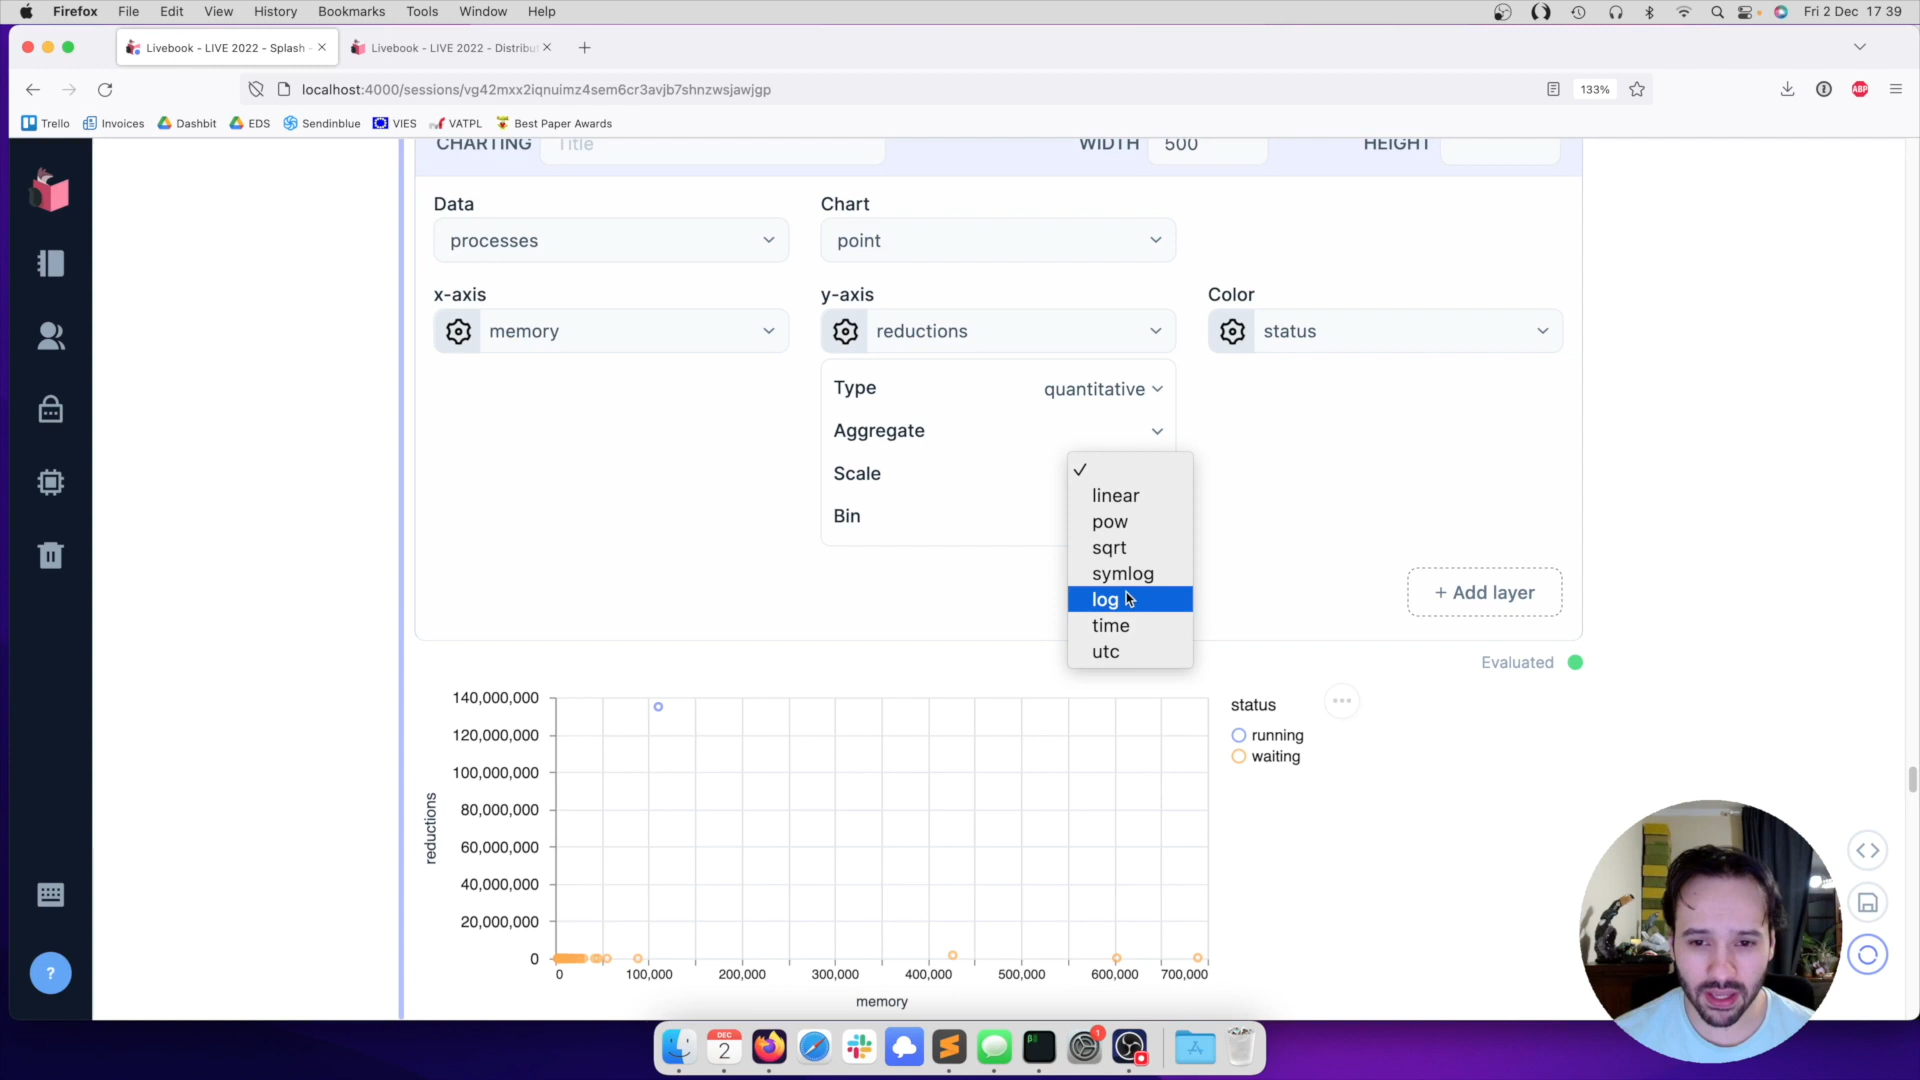 Firefox File Edit View History Bookmarks Tools Window Help
Fri 2 Dec 17 39
Livebook - LIVE 2022 - Splash -
Livebook - LIVE 2022 - Distribu
localhost:4000/sessions/vg42mxx2iqnuimz4sem6cr3avjb7shnzwsjawjgp
133%
ABP
Trello Invoices Dashbit EDS Sendinblue VIES VATPL Best Paper Awards
CHARTING Title WIDTH 500 HEIGHT
Data Chart
processes point
x-axis y-axis Color
memory reductions status
Type quantitative
Aggregate
Scale
Bin
linear
pow
sqrt
symlog
log
time
utc
+ Add layer
Evaluated
140,000,000
120,000,000
100,000,000
80,000,000
60,000,000
40,000,000
20,000,000
0
reductions
0 100,000 200,000 300,000 400,000 500,000 600,000 700,000
memory
status
running
waiting
?
DEC
2
1